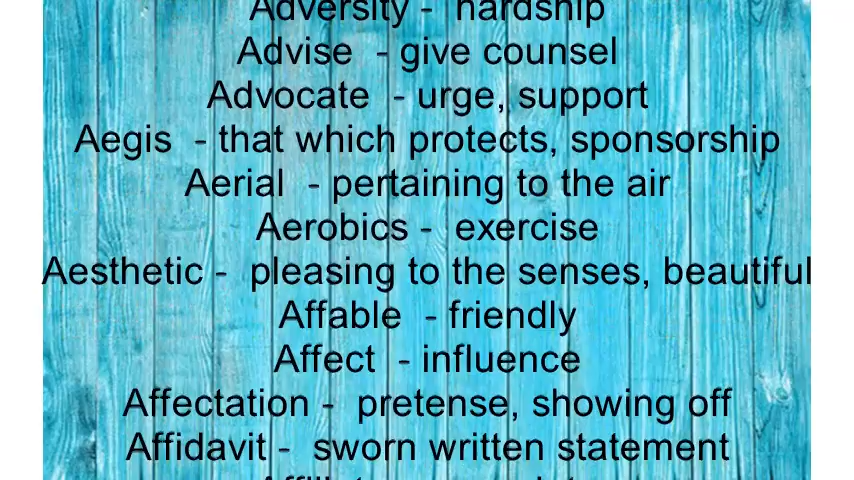 Adversity -  hardship
Advise  - give counsel
Advocate  - urge, support
Aegis  - that which protects, sponsorship
Aerial  - pertaining to the air
Aerobics -  exercise
Aesthetic -  pleasing to the senses, beautiful
Affable  - friendly
Affect  - influence
Affectation -  pretense, showing off
Affidavit -  sworn written statement